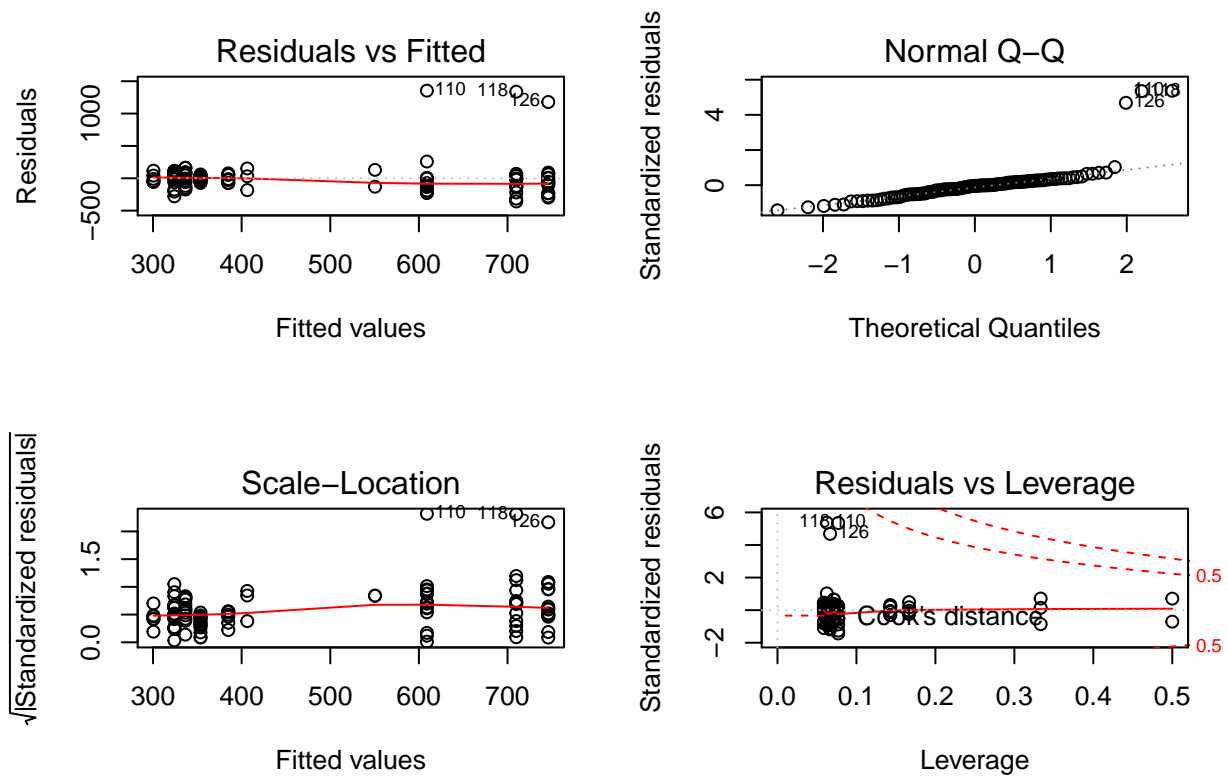 Residuals vs Fitted
Residuals
−500
1000
110
118
126
300 400 500 600 700
Fitted values
Normal Q−Q
Standardized residuals
0
4
118
126
−2 −1 0 1 2
Theoretical Quantiles
Scale−Location
√|Standardized residuals|
0.0
1.5
110
118
126
300 400 500 600 700
Fitted values
Residuals vs Leverage
Standardized residuals
−2
2
6
118
110
126
Cook's distance
0.5
0.5
0.0 0.1 0.2 0.3 0.4 0.5
Leverage